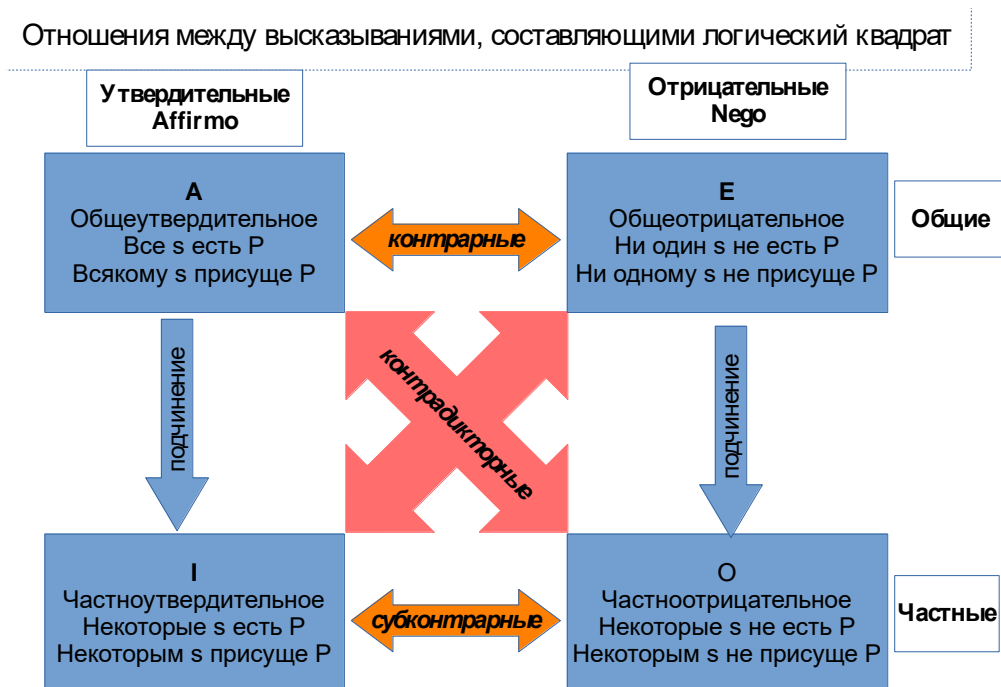 Отношения между высказываниями, составляющими логический квадрат
Утвердительные
Affirmo
Отрицательные
Nego
A
Общеутвердительное
Все s есть P
Всякому s присуще P
контрарные
E
Общеотрицательное
Ни один s не есть P
Ни одному s не присуще P
Общие
подчинение
контрадикторные
подчинение
I
Частноутвердительное
Некоторые s есть P
Некоторым s присуще P
субконтрарные
O
Частноотрицательное
Некоторые s не есть P
Некоторым s не присуще P
Частные